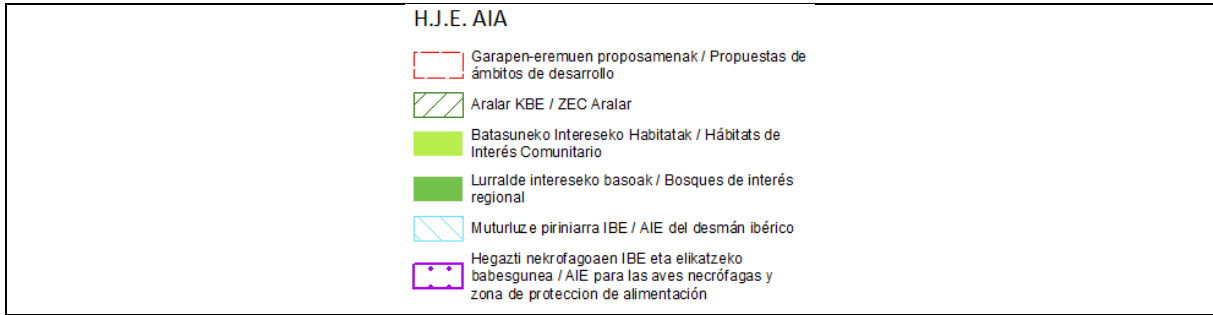 H.J.E. AIA
Garapen-eremuen proposamenak / Propuestas de
ámbitos de desarrollo
Aralar KBE / ZEC Aralar
Batasuneko Intereseko Habitatak / Hábitats de
Interés Comunitario
Lurralde intereseko basoak / Bosques de interés
regional
Muturluze piriniarra IBE / AIE del desmán ibérico
Hegazti nekrofagoaen IBE eta elikatzeko
babesgunea / AIE para las aves necrófagas y
zona de proteccion de alimentación